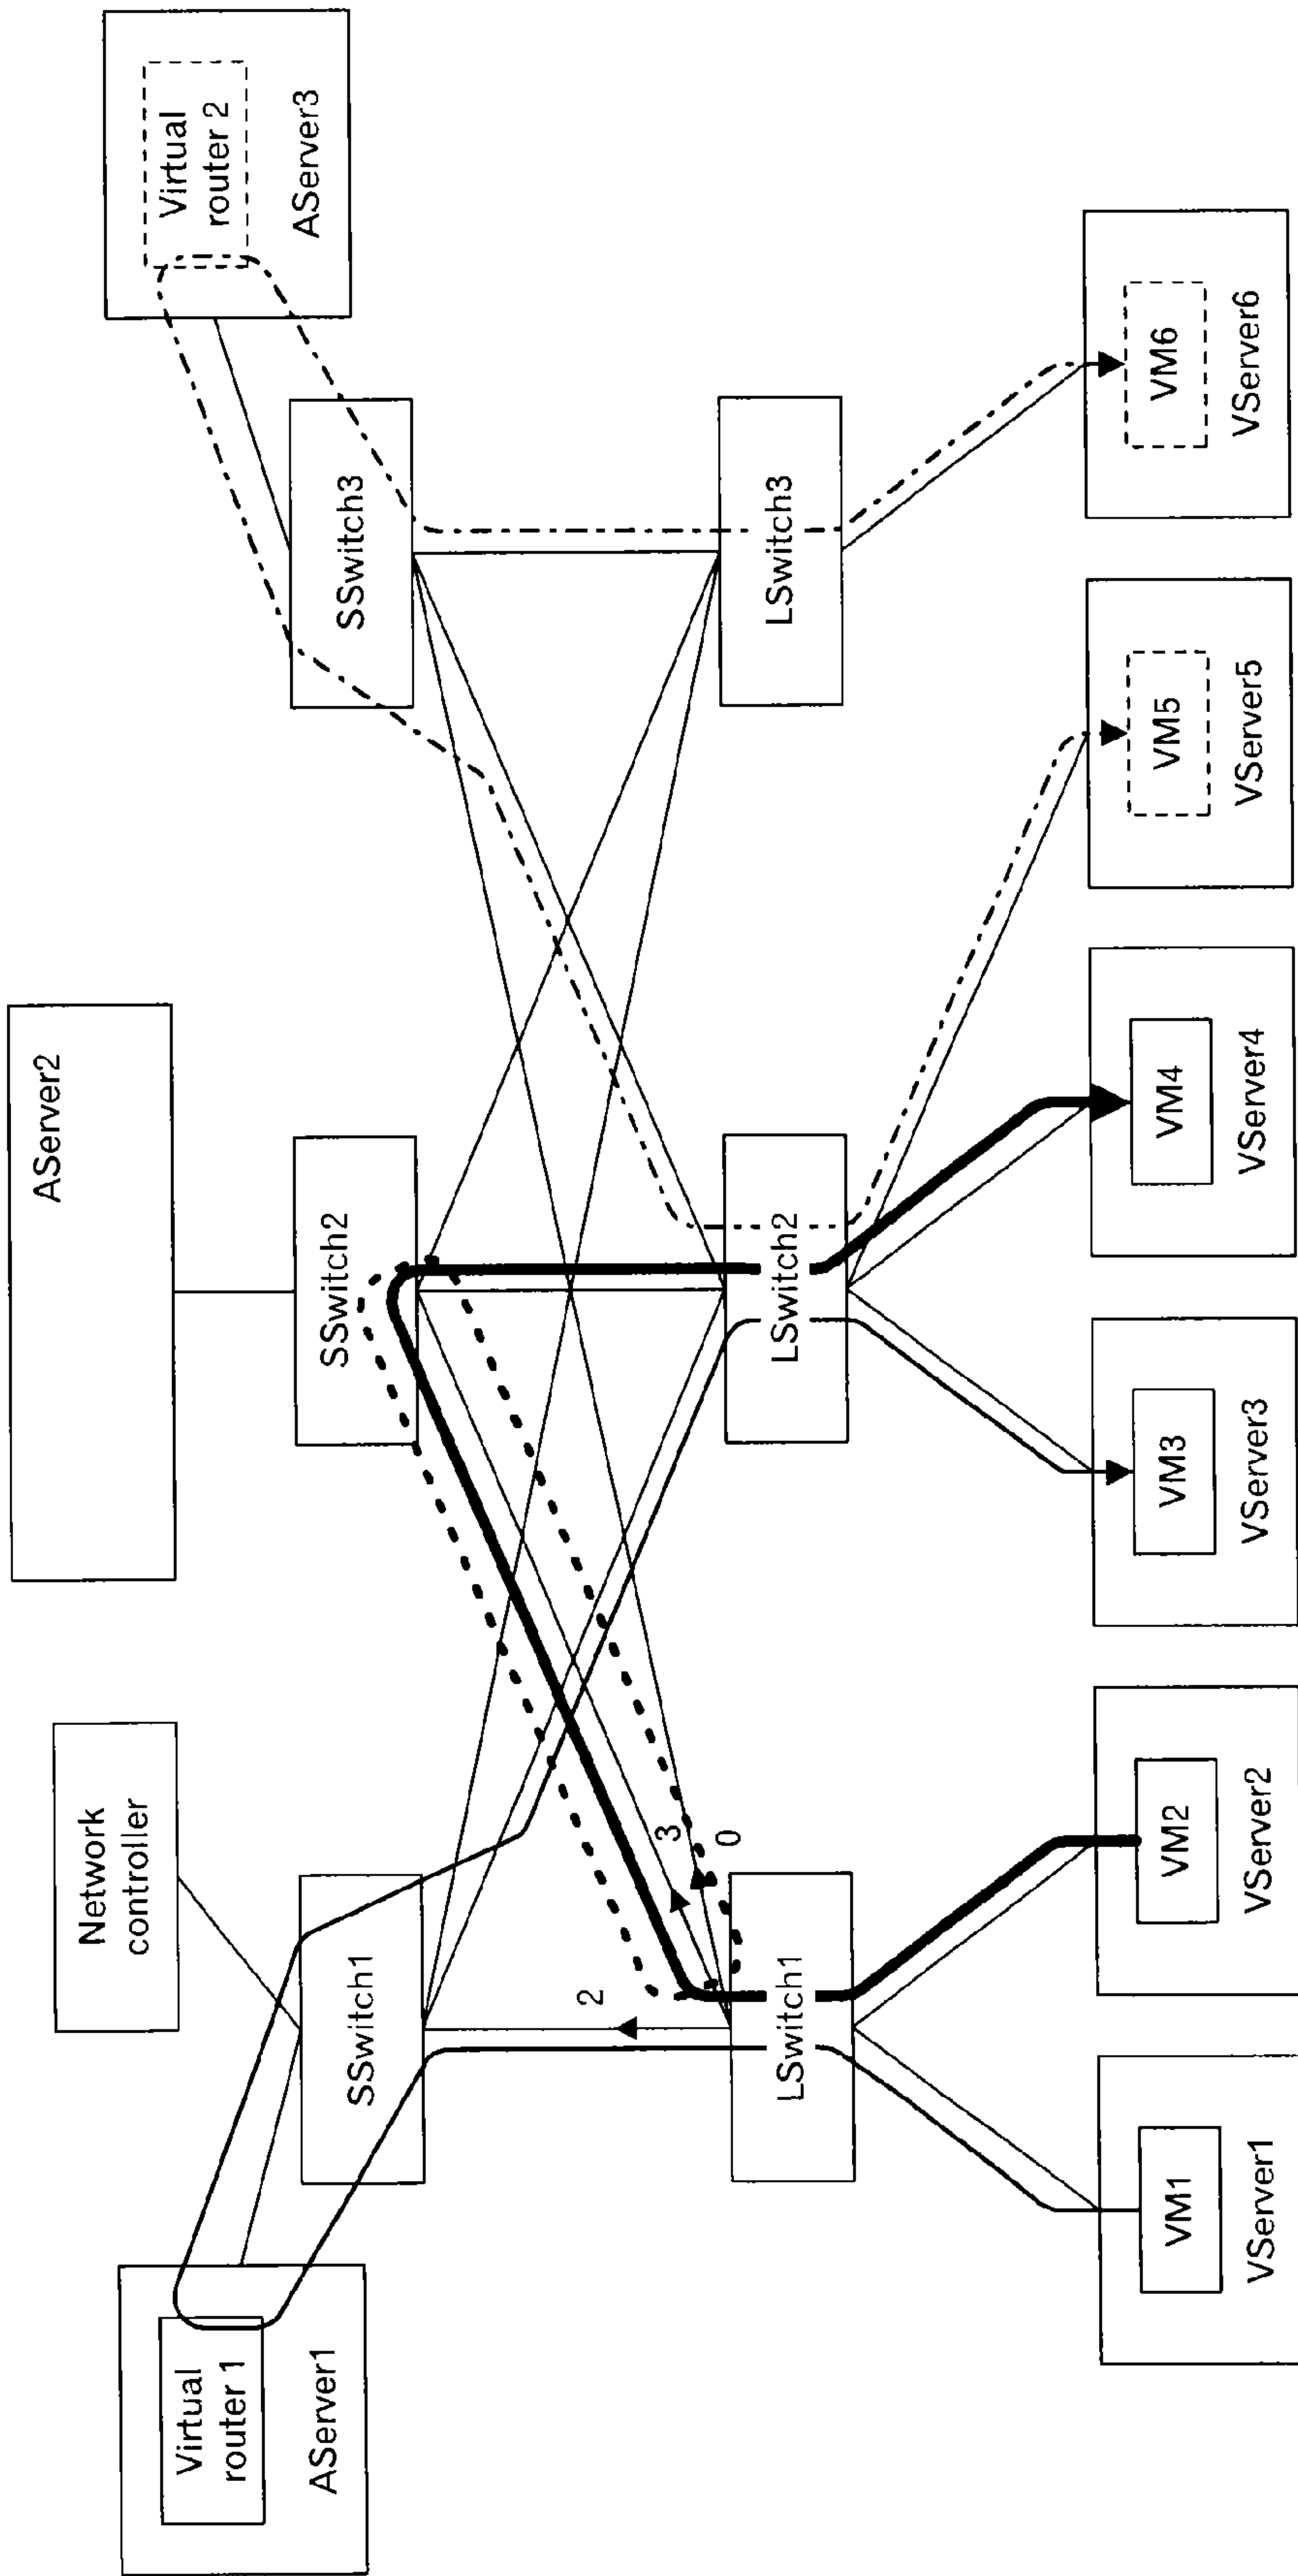 Virtual
router 1
AServer1
Network
controller
AServer2
Virtual
router 2
AServer3
SSwitch1
SSwitch2
SSwitch3
2
3
0
LSwitch1
LSwitch2
LSwitch3
VM1
VServer1
VM2
VServer2
VM3
VServer3
VM4
VServer4
VM5
VServer5
VM6
VServer6